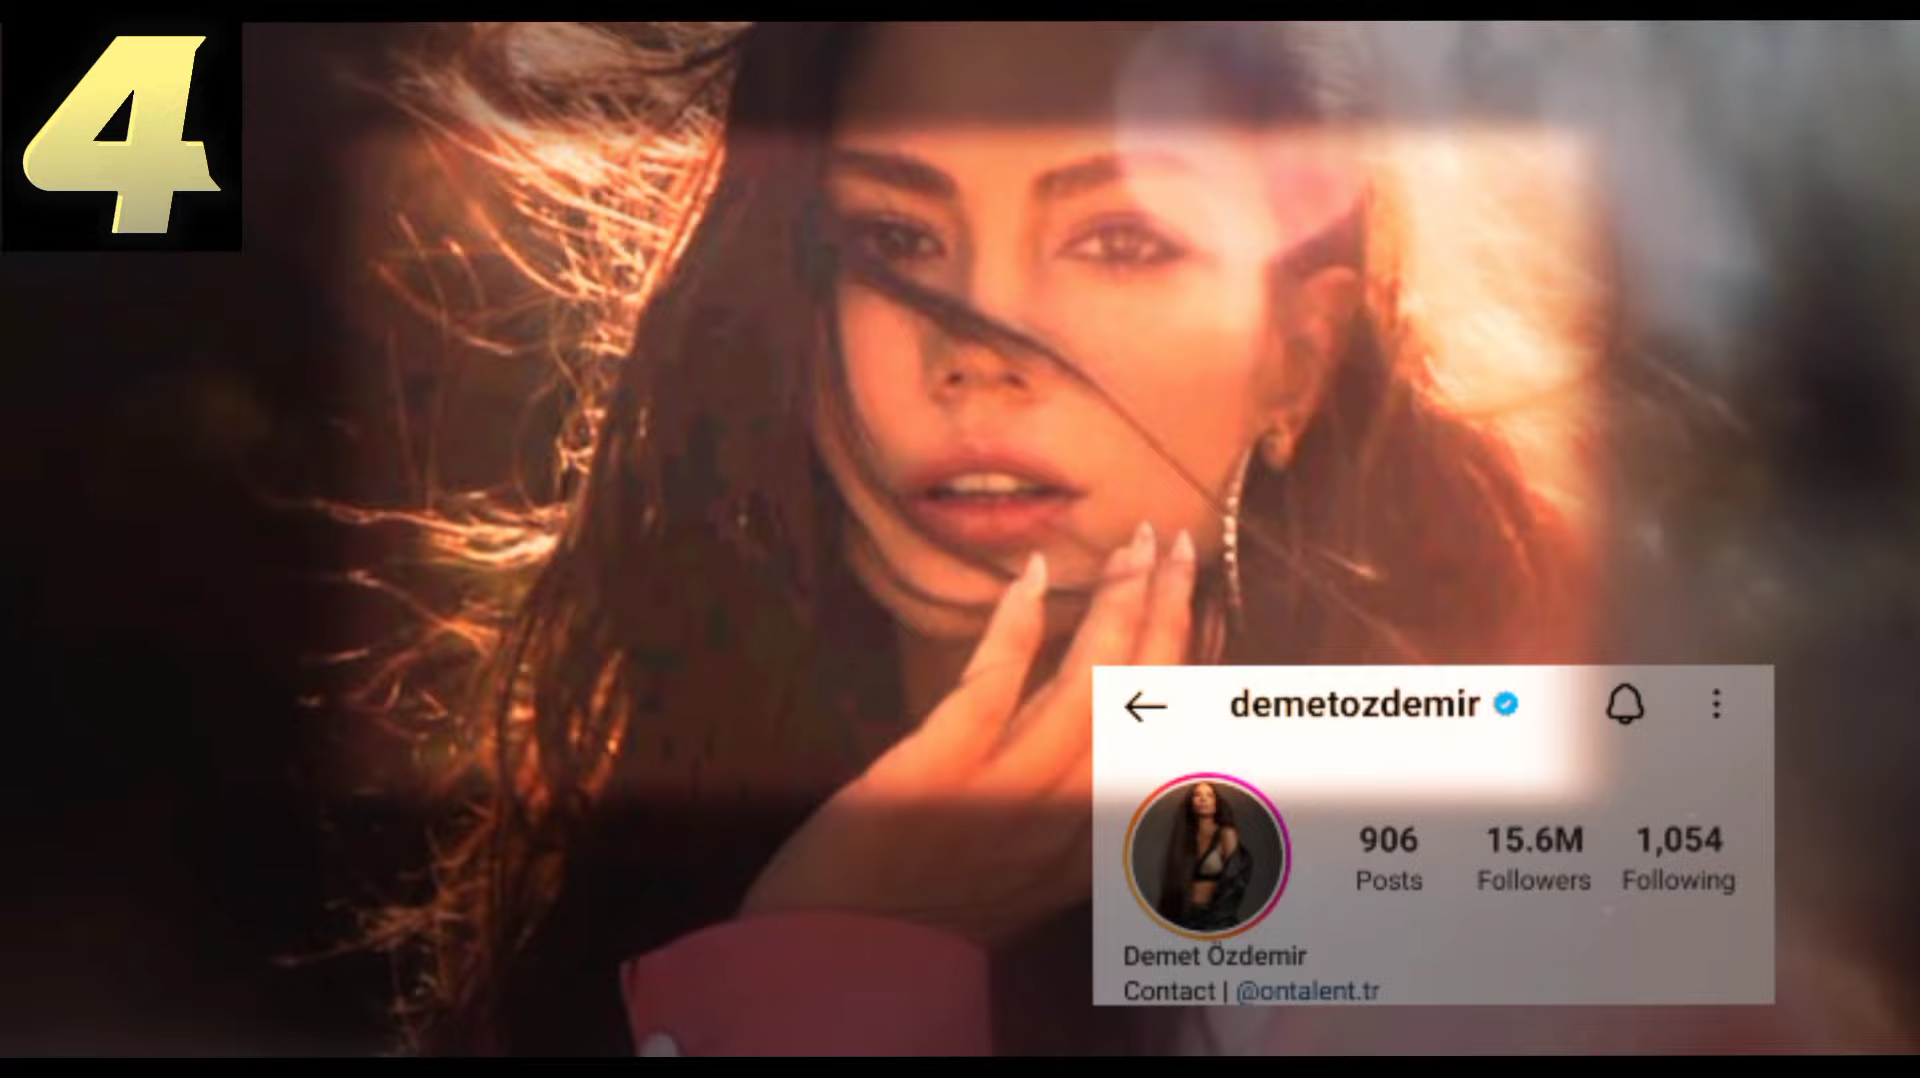 4
demetozdemir
906 15.6M 1,054
Posts Followers Following
Demet Özdemir
Contact | @ontalent.tr